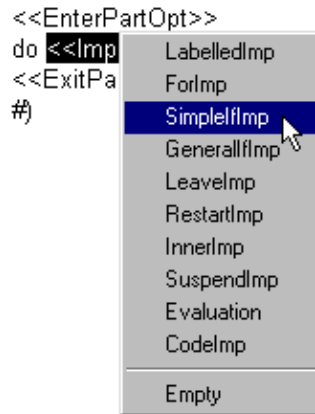 <<EnterPartOpt>>
do <<Imp
<<ExitPa
#)
LabelledImp
ForImp
SimpleIfImp
GeneralIfImp
LeaveImp
RestartImp
InnerImp
SuspendImp
Evaluation
CodeImp
Empty